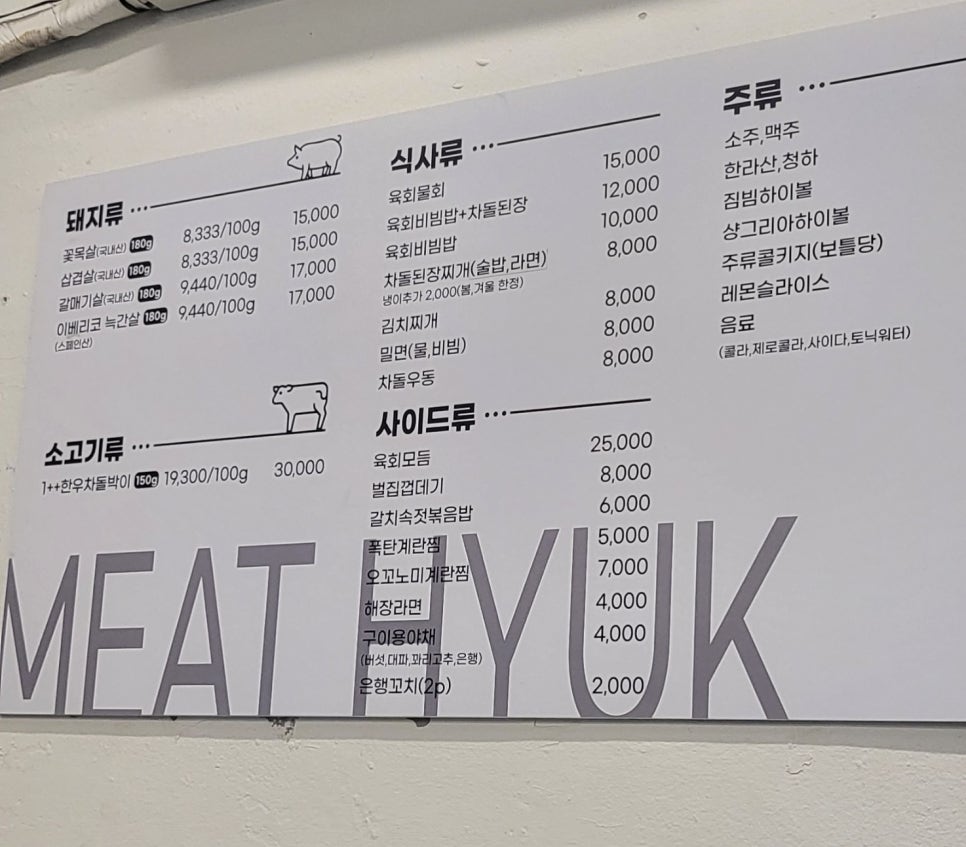 돼지류 ...
꽃목살(국내산) 180g 8,333/100g 15,000
삽겹살(국내산) 180g 8,333/100g 15,000
갈매기살(국내산) 180g 9,440/100g 17,000
이베리코 늑간살 180g 9,440/100g 17,000
(스페인산)
소고기류 ...
1++한우차돌박이 150g 19,300/100g 30,000
식사류 ...
육회물회 15,000
육회비빔밥+차돌된장 12,000
육회비빔밥 10,000
차돌된장찌개(술밥,라면) 8,000
냉이추가 2,000(봄,겨울 한정)
김치찌개 8,000
밀면(물,비빔) 8,000
차돌우동 8,000
사이드류 ...
육회모듬 25,000
벌집껍데기 8,000
갈치속젓볶음밥 6,000
폭탄계란찜 5,000
오꼬노미계란찜 7,000
해장라면 4,000
구이용야채 4,000
(버섯,대파,꽈리고추,은행)
은행꼬치(2p) 2,000
주류 ...
소주,맥주
한라산,청하
짐빔하이볼
샹그리아하이볼
주류콜키지(보틀당)
레몬슬라이스
음료
(콜라,제로콜라,사이다,토닉워터)
MEAT HYUK